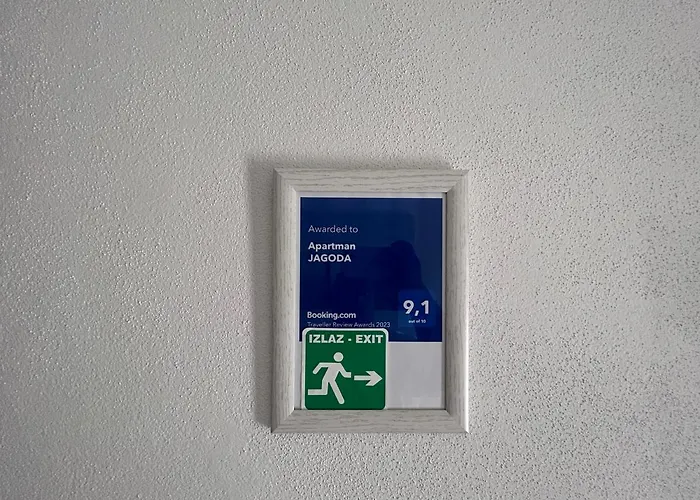 Awarded to
Apartman
JAGODA
9,1
out of 10
Booking.com
Traveller Review Awards 2023
IZLAZ - EXIT